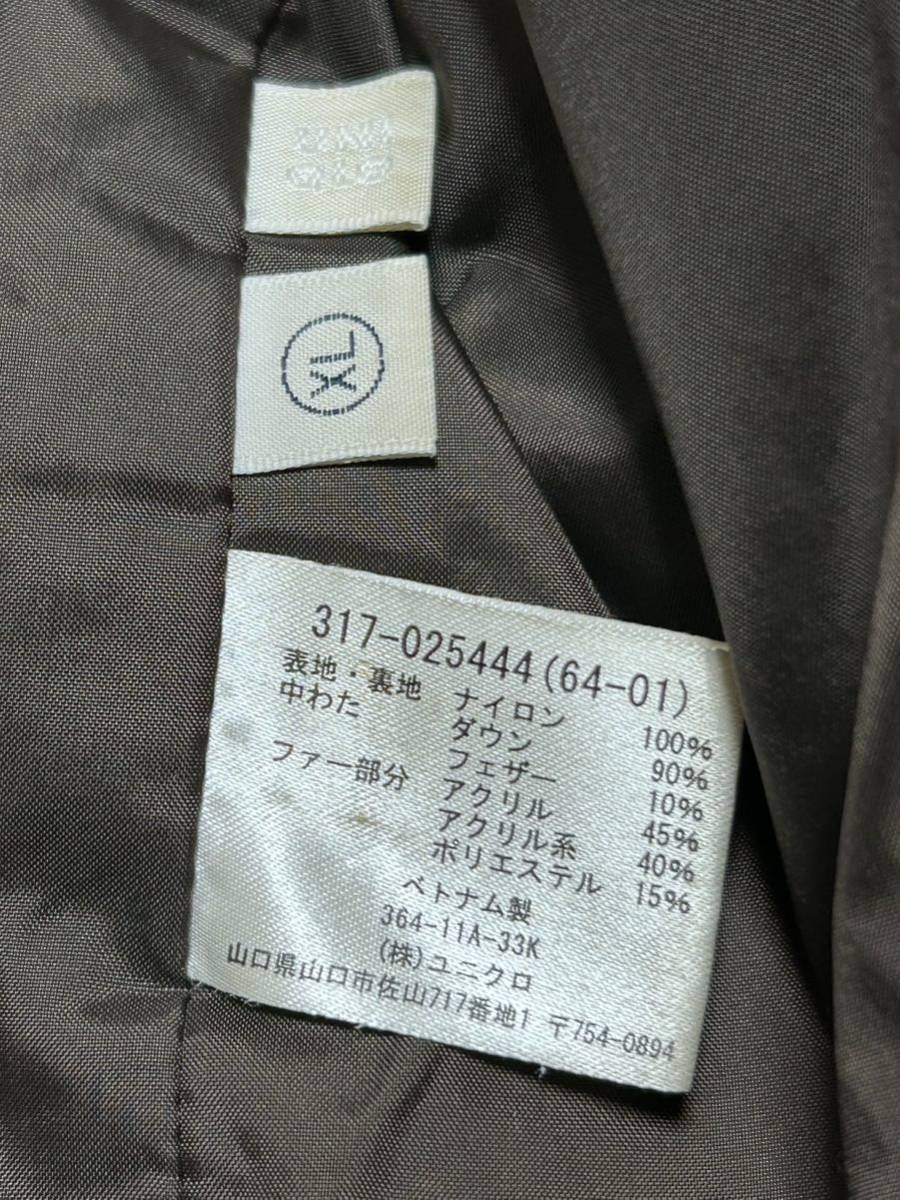 XL
317-025444(64-01)
表地・裏地 ナイロン 100%
中わた ダウン 90%
フェザー 10%
ファー部分 アクリル 45%
アクリル系 40%
ポリエステル 15%
ベトナム製
364-11A-33K
(株)ユニクロ
山口県山口市佐山717番地1 〒754-0894